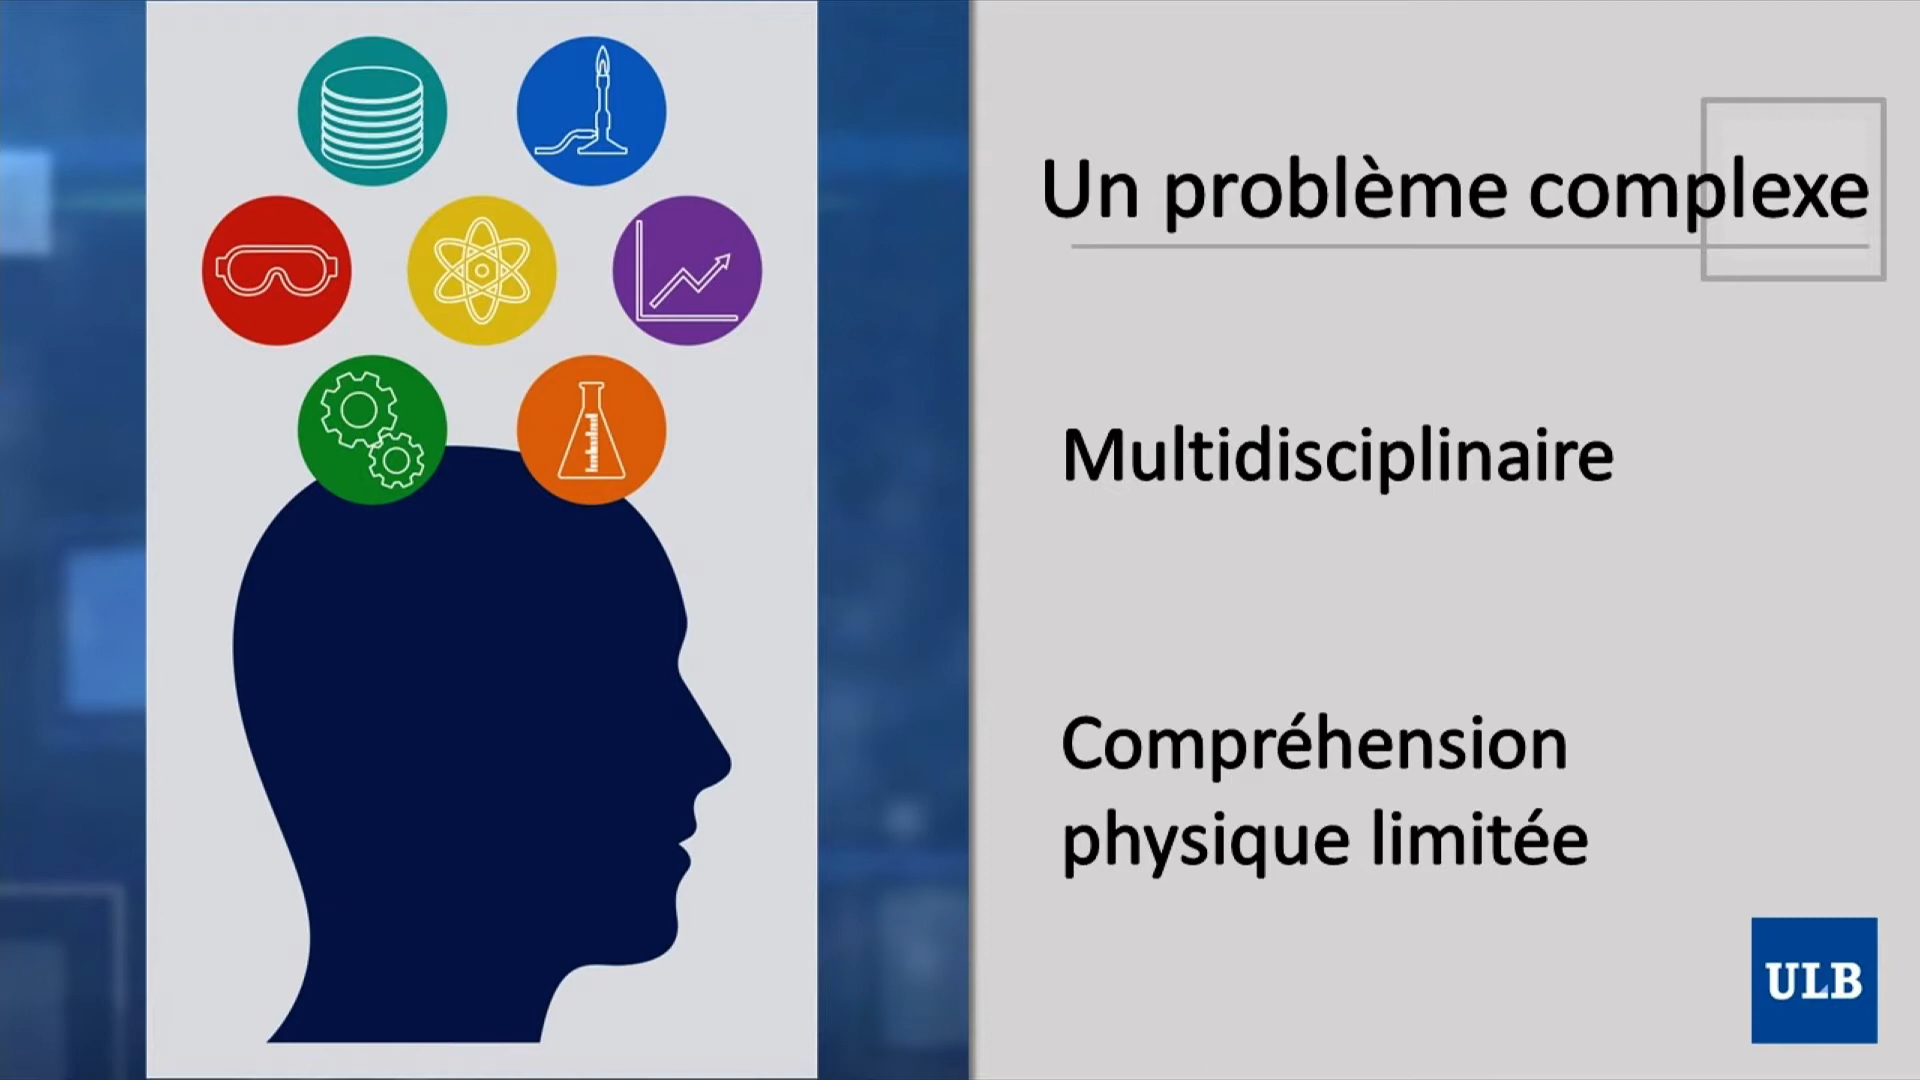 Un problème complexe
Multidisciplinaire
Compréhension
physique limitée
ULB